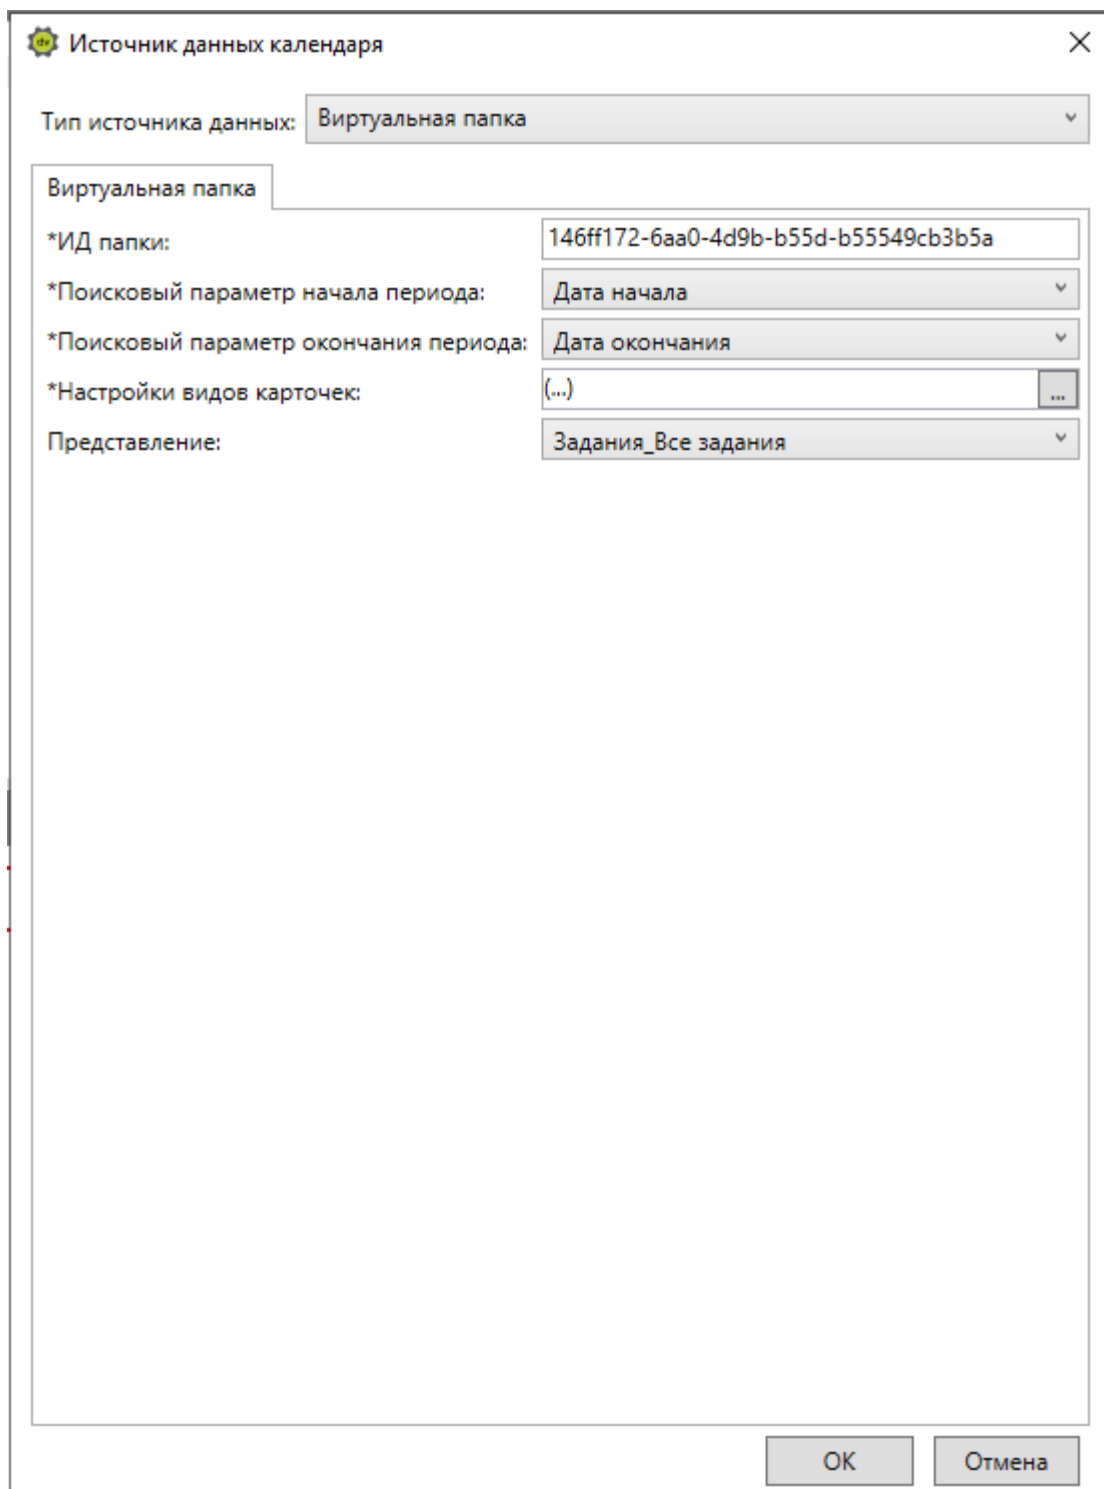 Источник данных календаря
Тип источника данных: Виртуальная папка
Виртуальная папка
*ИД папки: 146ff172-6aa0-4d9b-b55d-b55549cb3b5a
*Поисковый параметр начала периода: Дата начала
*Поисковый параметр окончания периода: Дата окончания
*Настройки видов карточек: (...) ...
Представление: Задания_Все задания
ОК Отмена